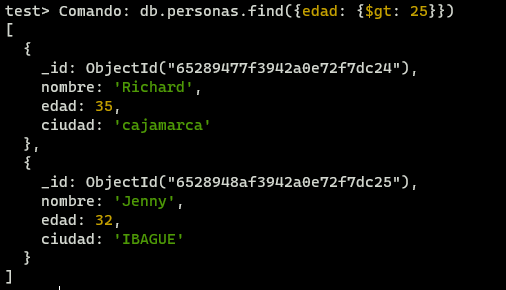 test> Comando: db.personas.find({edad: {$gt: 25}})
[
  {
    _id: ObjectId("65289477f3942a0e72f7dc24"),
    nombre: 'Richard',
    edad: 35,
    ciudad: 'cajamarca'
  },
  {
    _id: ObjectId("6528948af3942a0e72f7dc25"),
    nombre: 'Jenny',
    edad: 32,
    ciudad: 'IBAGUE'
  }
]